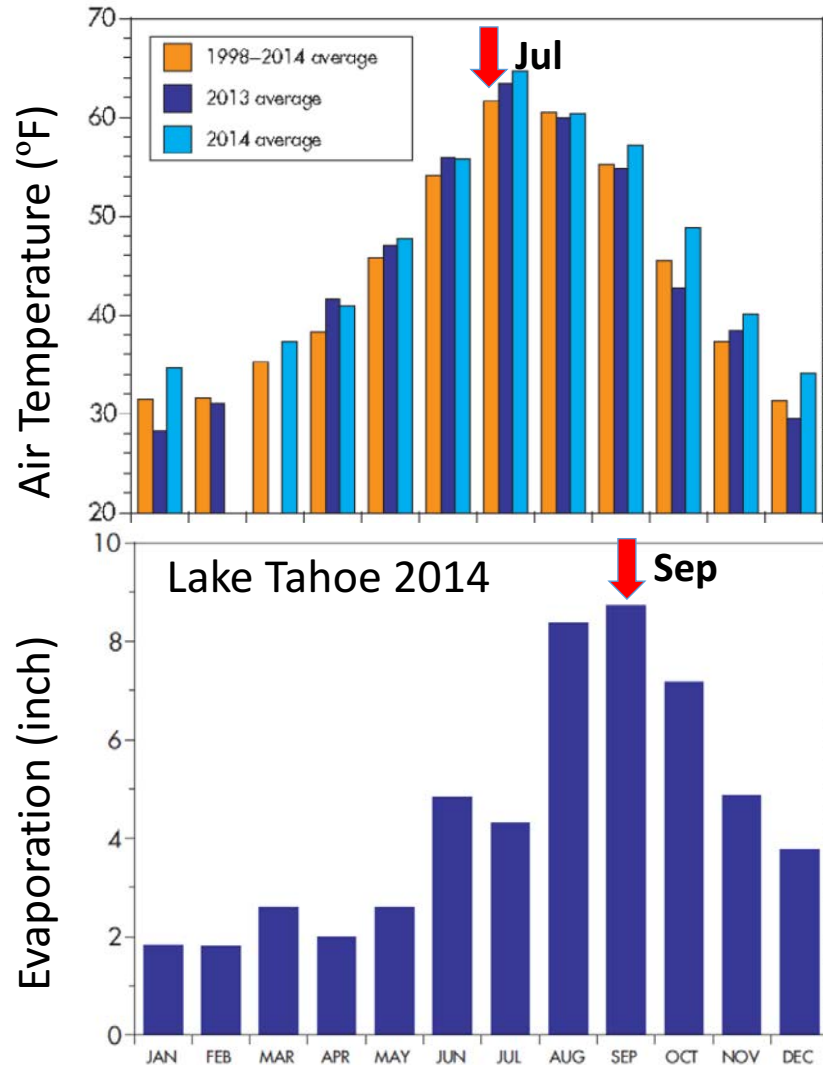 Air Temperature (°F)
70
60
50
40
30
20
1998–2014 average
2013 average
2014 average
Jul
Evaporation (inch)
10
8
6
4
2
0
Lake Tahoe 2014
Sep
JAN FEB MAR APR MAY JUN JUL AUG SEP OCT NOV DEC